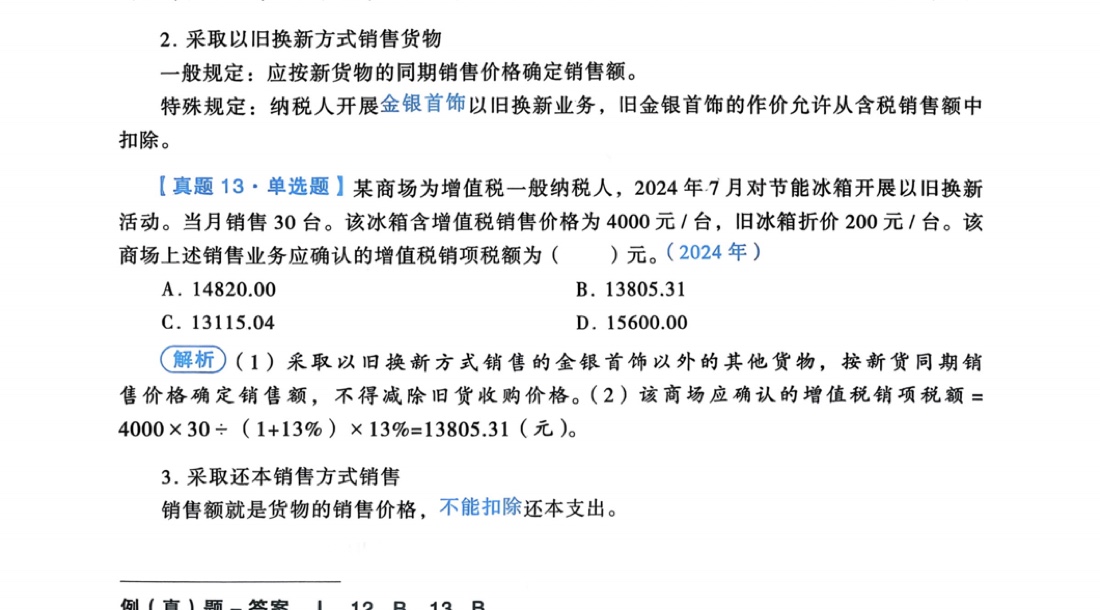 2. 采取以旧换新方式销售货物
一般规定：应按新货物的同期销售价格确定销售额。
特殊规定：纳税人开展金银首饰以旧换新业务，旧金银首饰的作价允许从含税销售额中
扣除。
【真题 13·单选题】某商场为增值税一般纳税人，2024 年 7 月对节能冰箱开展以旧换新
活动。当月销售 30 台。该冰箱含增值税销售价格为 4000 元 / 台，旧冰箱折价 200 元 / 台。该
商场上述销售业务应确认的增值税销项税额为（  ）元。（2024 年）
A. 14820.00 B. 13805.31
C. 13115.04 D. 15600.00
解析（1）采取以旧换新方式销售的金银首饰以外的其他货物，按新货同期销
售价格确定销售额，不得减除旧货收购价格。（2）该商场应确认的增值税销项税额 =
4000×30÷（1+13%）×13%=13805.31（元）。
3. 采取还本销售方式销售
销售额就是货物的销售价格，不能扣除还本支出。
例（真）题－答案 12 B 13 B